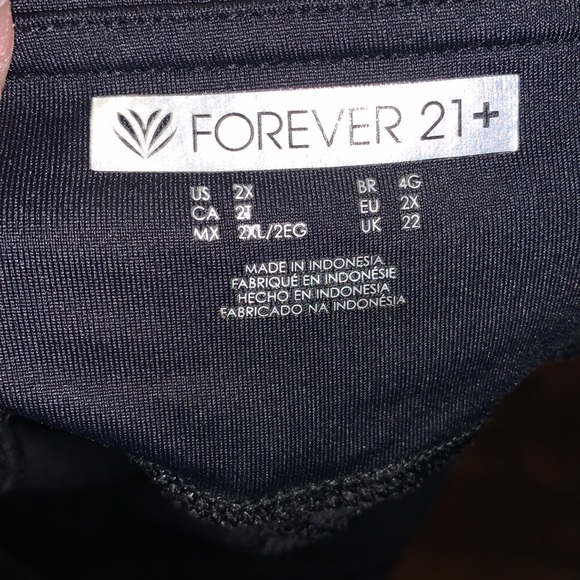 FOREVER 21+
US 2X BR 4G
CA 2T EU 2X
MX 2XL/2EG UK 22
MADE IN INDONESIA
FABRIQUÉ EN INDONÉSIE
HECHO EN INDONESIA
FABRICADO NA INDONÉSIA